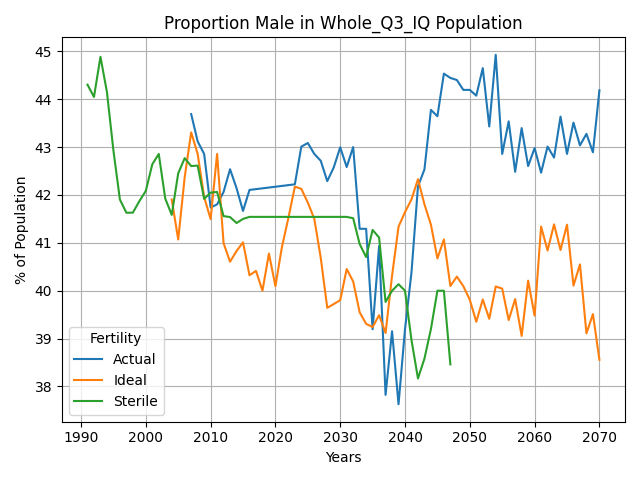 Proportion Male in Whole_Q3_IQ Population
% of Population
45
44
43
42
41
40
39
38
Fertility
Actual
Ideal
Sterile
1990 2000 2010 2020 2030 2040 2050 2060 2070
Years